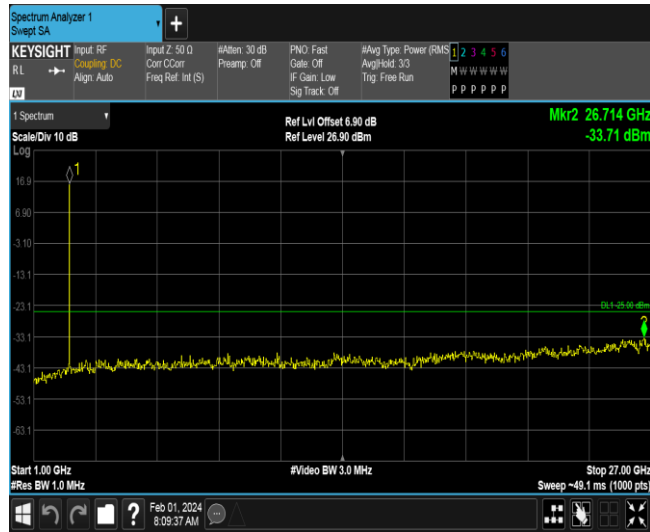 Spectrum Analyzer 1
Swept SA
+
KEYSIGHT
RL
LXI
Input: RF
Coupling: DC
Align: Auto
Input Z: 50 Ω
Corr CCorr
Freq Ref: Int (S)
#Atten: 30 dB
Preamp: Off
PNO: Fast
Gate: Off
IF Gain: Low
Sig Track: Off
#Avg Type: Power (RMS
Avg|Hold: 3/3
Trig: Free Run
1 2 3 4 5 6
M W W W W W
P P P P P P
1 Spectrum
Scale/Div 10 dB
Log
Ref Lvl Offset 6.90 dB
Ref Level 26.90 dBm
Mkr2 26.714 GHz
-33.71 dBm
1
16.9
6.90
-3.10
-13.1
-23.1
DL1 -25.00 dBm
2
-33.1
-43.1
-53.1
-63.1
Start 1.00 GHz
#Res BW 1.0 MHz
#Video BW 3.0 MHz
Stop 27.00 GHz
Sweep ~49.1 ms (1000 pts)
?
Feb 01, 2024
8:09:37 AM